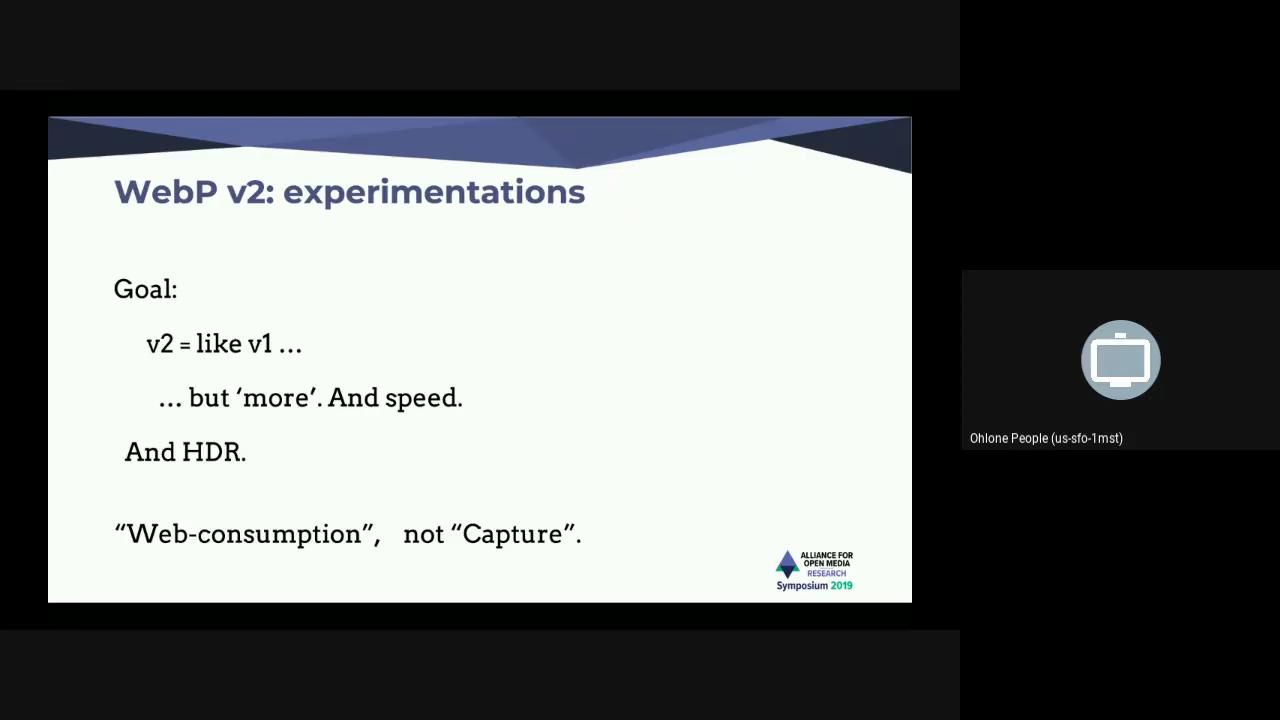 WebP v2: experimentations
Goal:
v2 = like v1 …
… but ‘more’. And speed.
And HDR.
“Web-consumption”, not “Capture”.
ALLIANCE FOR
OPEN MEDIA
RESEARCH
Symposium 2019
Ohlone People (us-sfo-1mst)